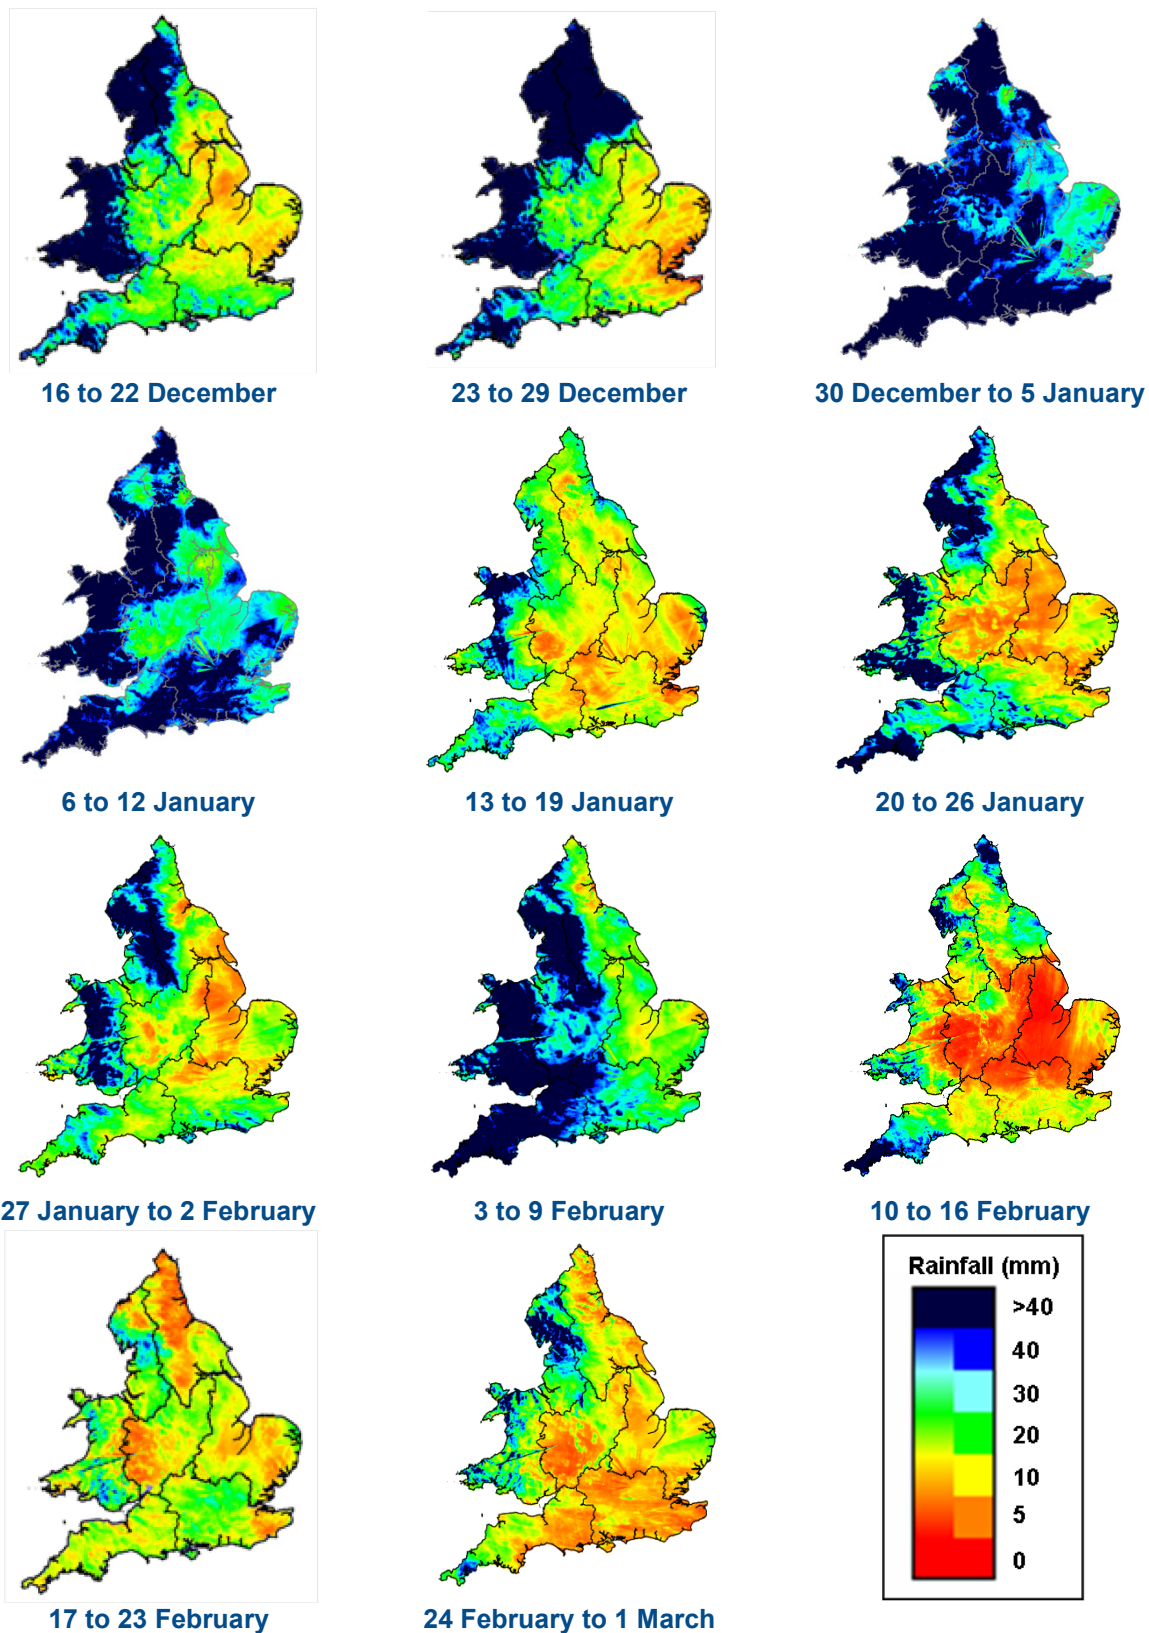 16 to 22 December
23 to 29 December
30 December to 5 January
6 to 12 January
13 to 19 January
20 to 26 January
27 January to 2 February
3 to 9 February
10 to 16 February
Rainfall (mm)
>40
40
30
20
10
5
0
17 to 23 February
24 February to 1 March